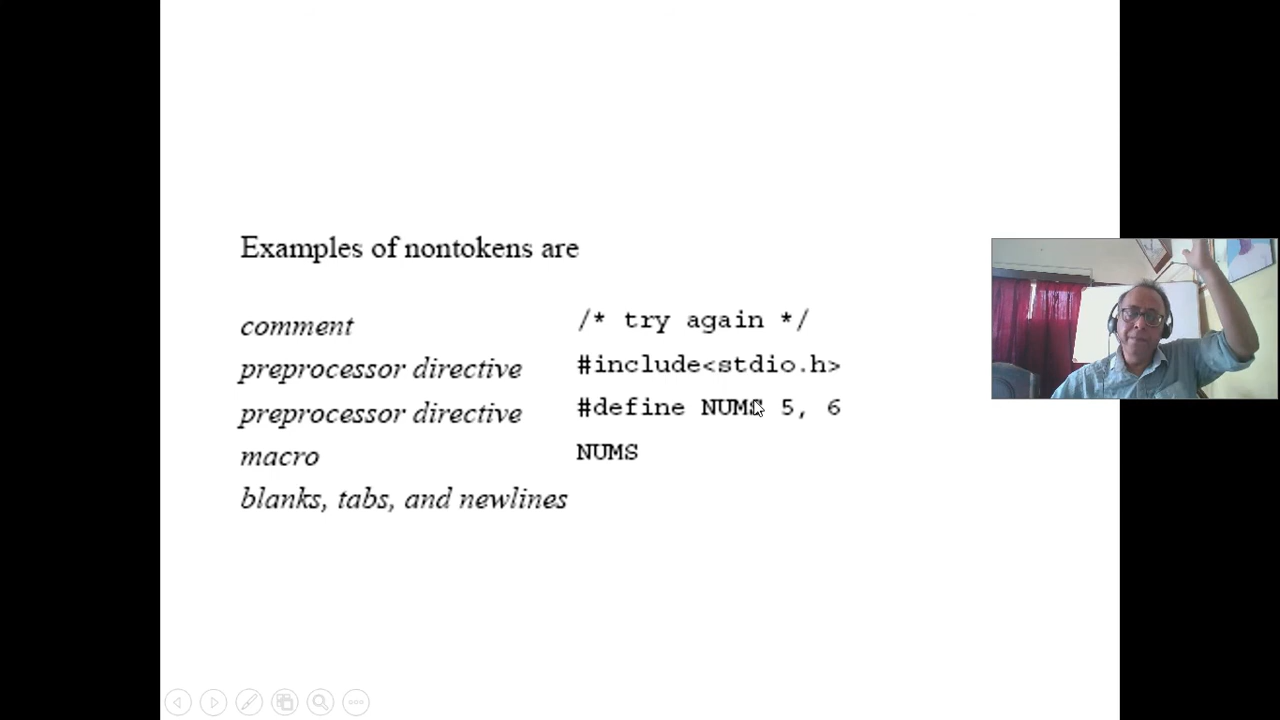 Examples of nontokens are
comment /* try again */
preprocessor directive #include<stdio.h>
preprocessor directive #define NUMS 5, 6
macro NUMS
blanks, tabs, and newlines